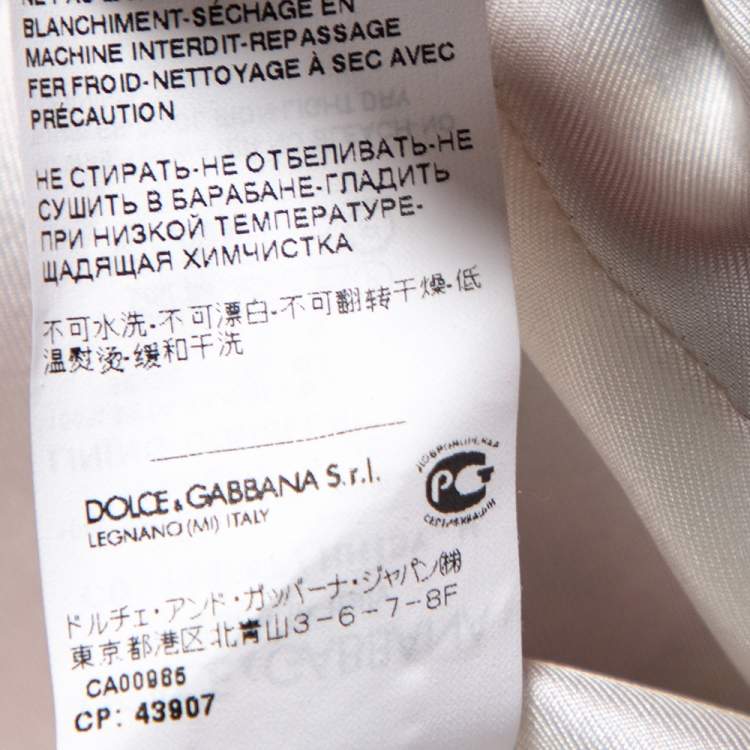 BLANCHIMENT-SÉCHAGE EN
MACHINE INTERDIT-REPASSAGE
FER FROID-NETTOYAGE À SEC AVEC
PRÉCAUTION
НЕ СТИРАТЬ-НЕ ОТБЕЛИВАТЬ-НЕ
СУШИТЬ В БАРАБАНЕ-ГЛАДИТЬ
ПРИ НИЗКОЙ ТЕМПЕРАТУРЕ-
ЩАДЯЩАЯ ХИМЧИСТКА
不可水洗-不可漂白-不可翻转干燥-低
温熨烫-缓和干洗
DOLCE & GABBANA S.r.l.
LEGNANO (MI) ITALY
РСТ
ドルチェ・アンド・ガッバーナ・ジャパン㈱
東京都港区北青山3-6-7-8F
CA00985
CP: 43907